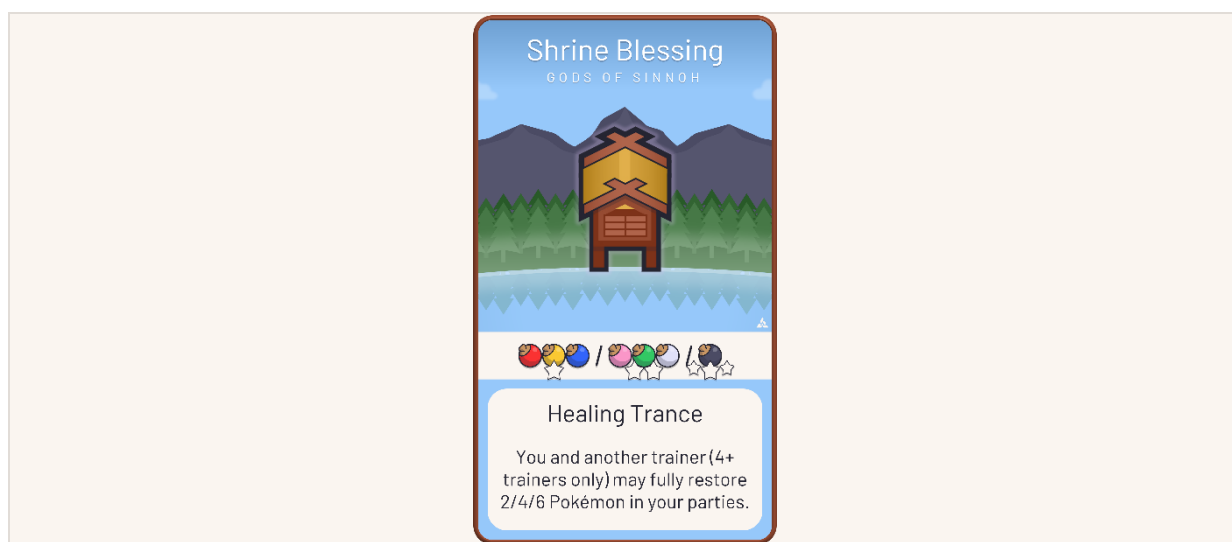 Shrine Blessing
GODS OF SINNOH
/ /
Healing Trance
You and another trainer (4+
trainers only) may fully restore
2/4/6 Pokémon in your parties.